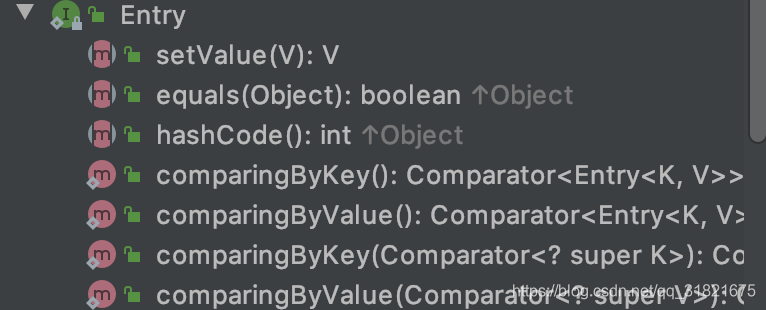 Entry
setValue(V): V
equals(Object): boolean ↑Object
hashCode(): int ↑Object
comparingByKey(): Comparator<Entry<K, V>>
comparingByValue(): Comparator<Entry<K, V>
comparingByKey(Comparator<? super K>): Co
comparingByValue(Comparator<? super V>): C
https://blog.csdn.net/qq_31821675